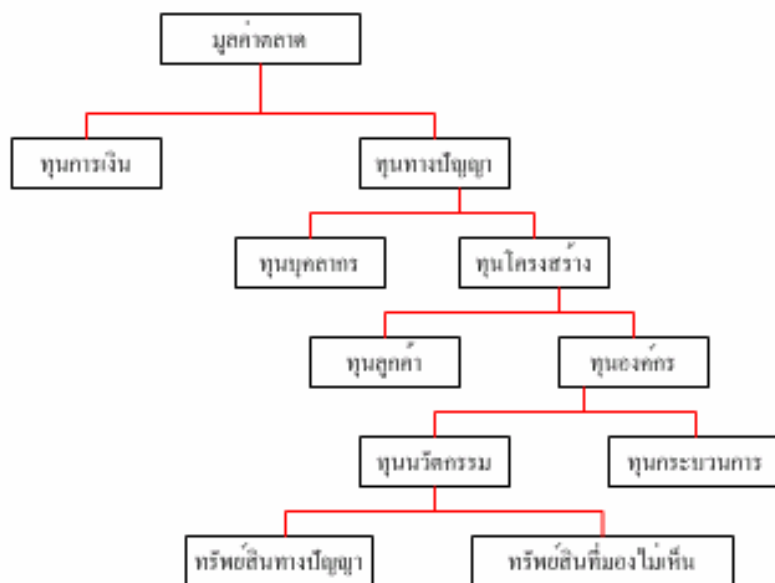 มูลค่าตลาด
ทุนการเงิน
ทุนทางปัญญา
ทุนบุคลากร
ทุนโครงสร้าง
ทุนลูกค้า
ทุนองค์กร
ทุนนวัตกรรม
ทุนกระบวนการ
ทรัพย์สินทางปัญญา
ทรัพย์สินที่มองไม่เห็น